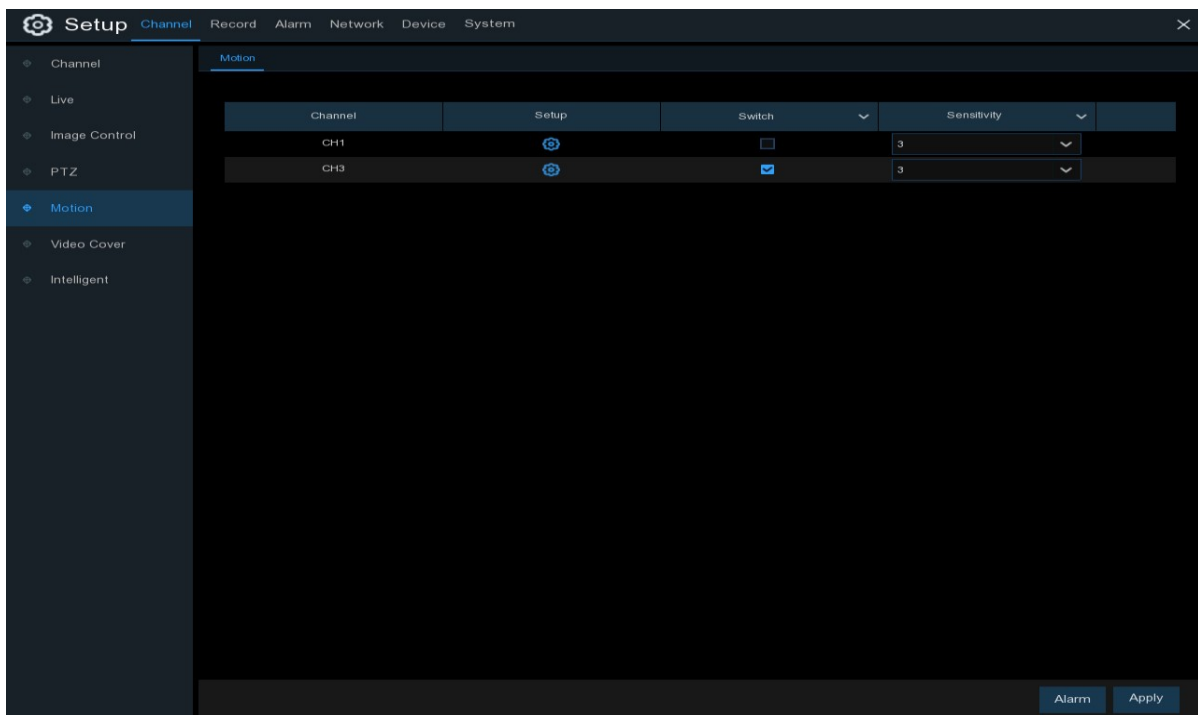 Setup Channel Record Alarm Network Device System
Channel
Live
Image Control
PTZ
Motion
Video Cover
Intelligent
Motion
Channel Setup Switch Sensitivity
CH1 3
CH3 3
Alarm Apply